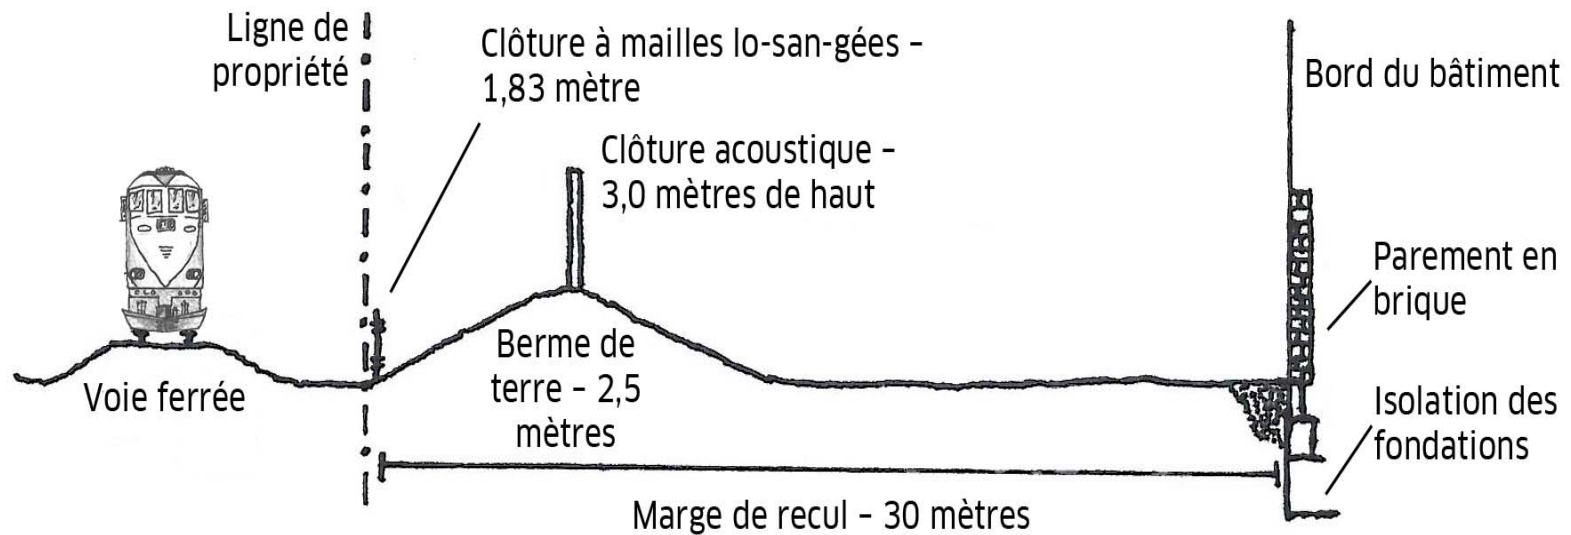 Ligne de
propriété
Clôture à mailles lo-san-gées –
1,83 mètre
Clôture acoustique –
3,0 mètres de haut
Bord du bâtiment
Parement en
brique
Berme de
terre – 2,5
mètres
Voie ferrée
Isolation des
fondations
Marge de recul – 30 mètres